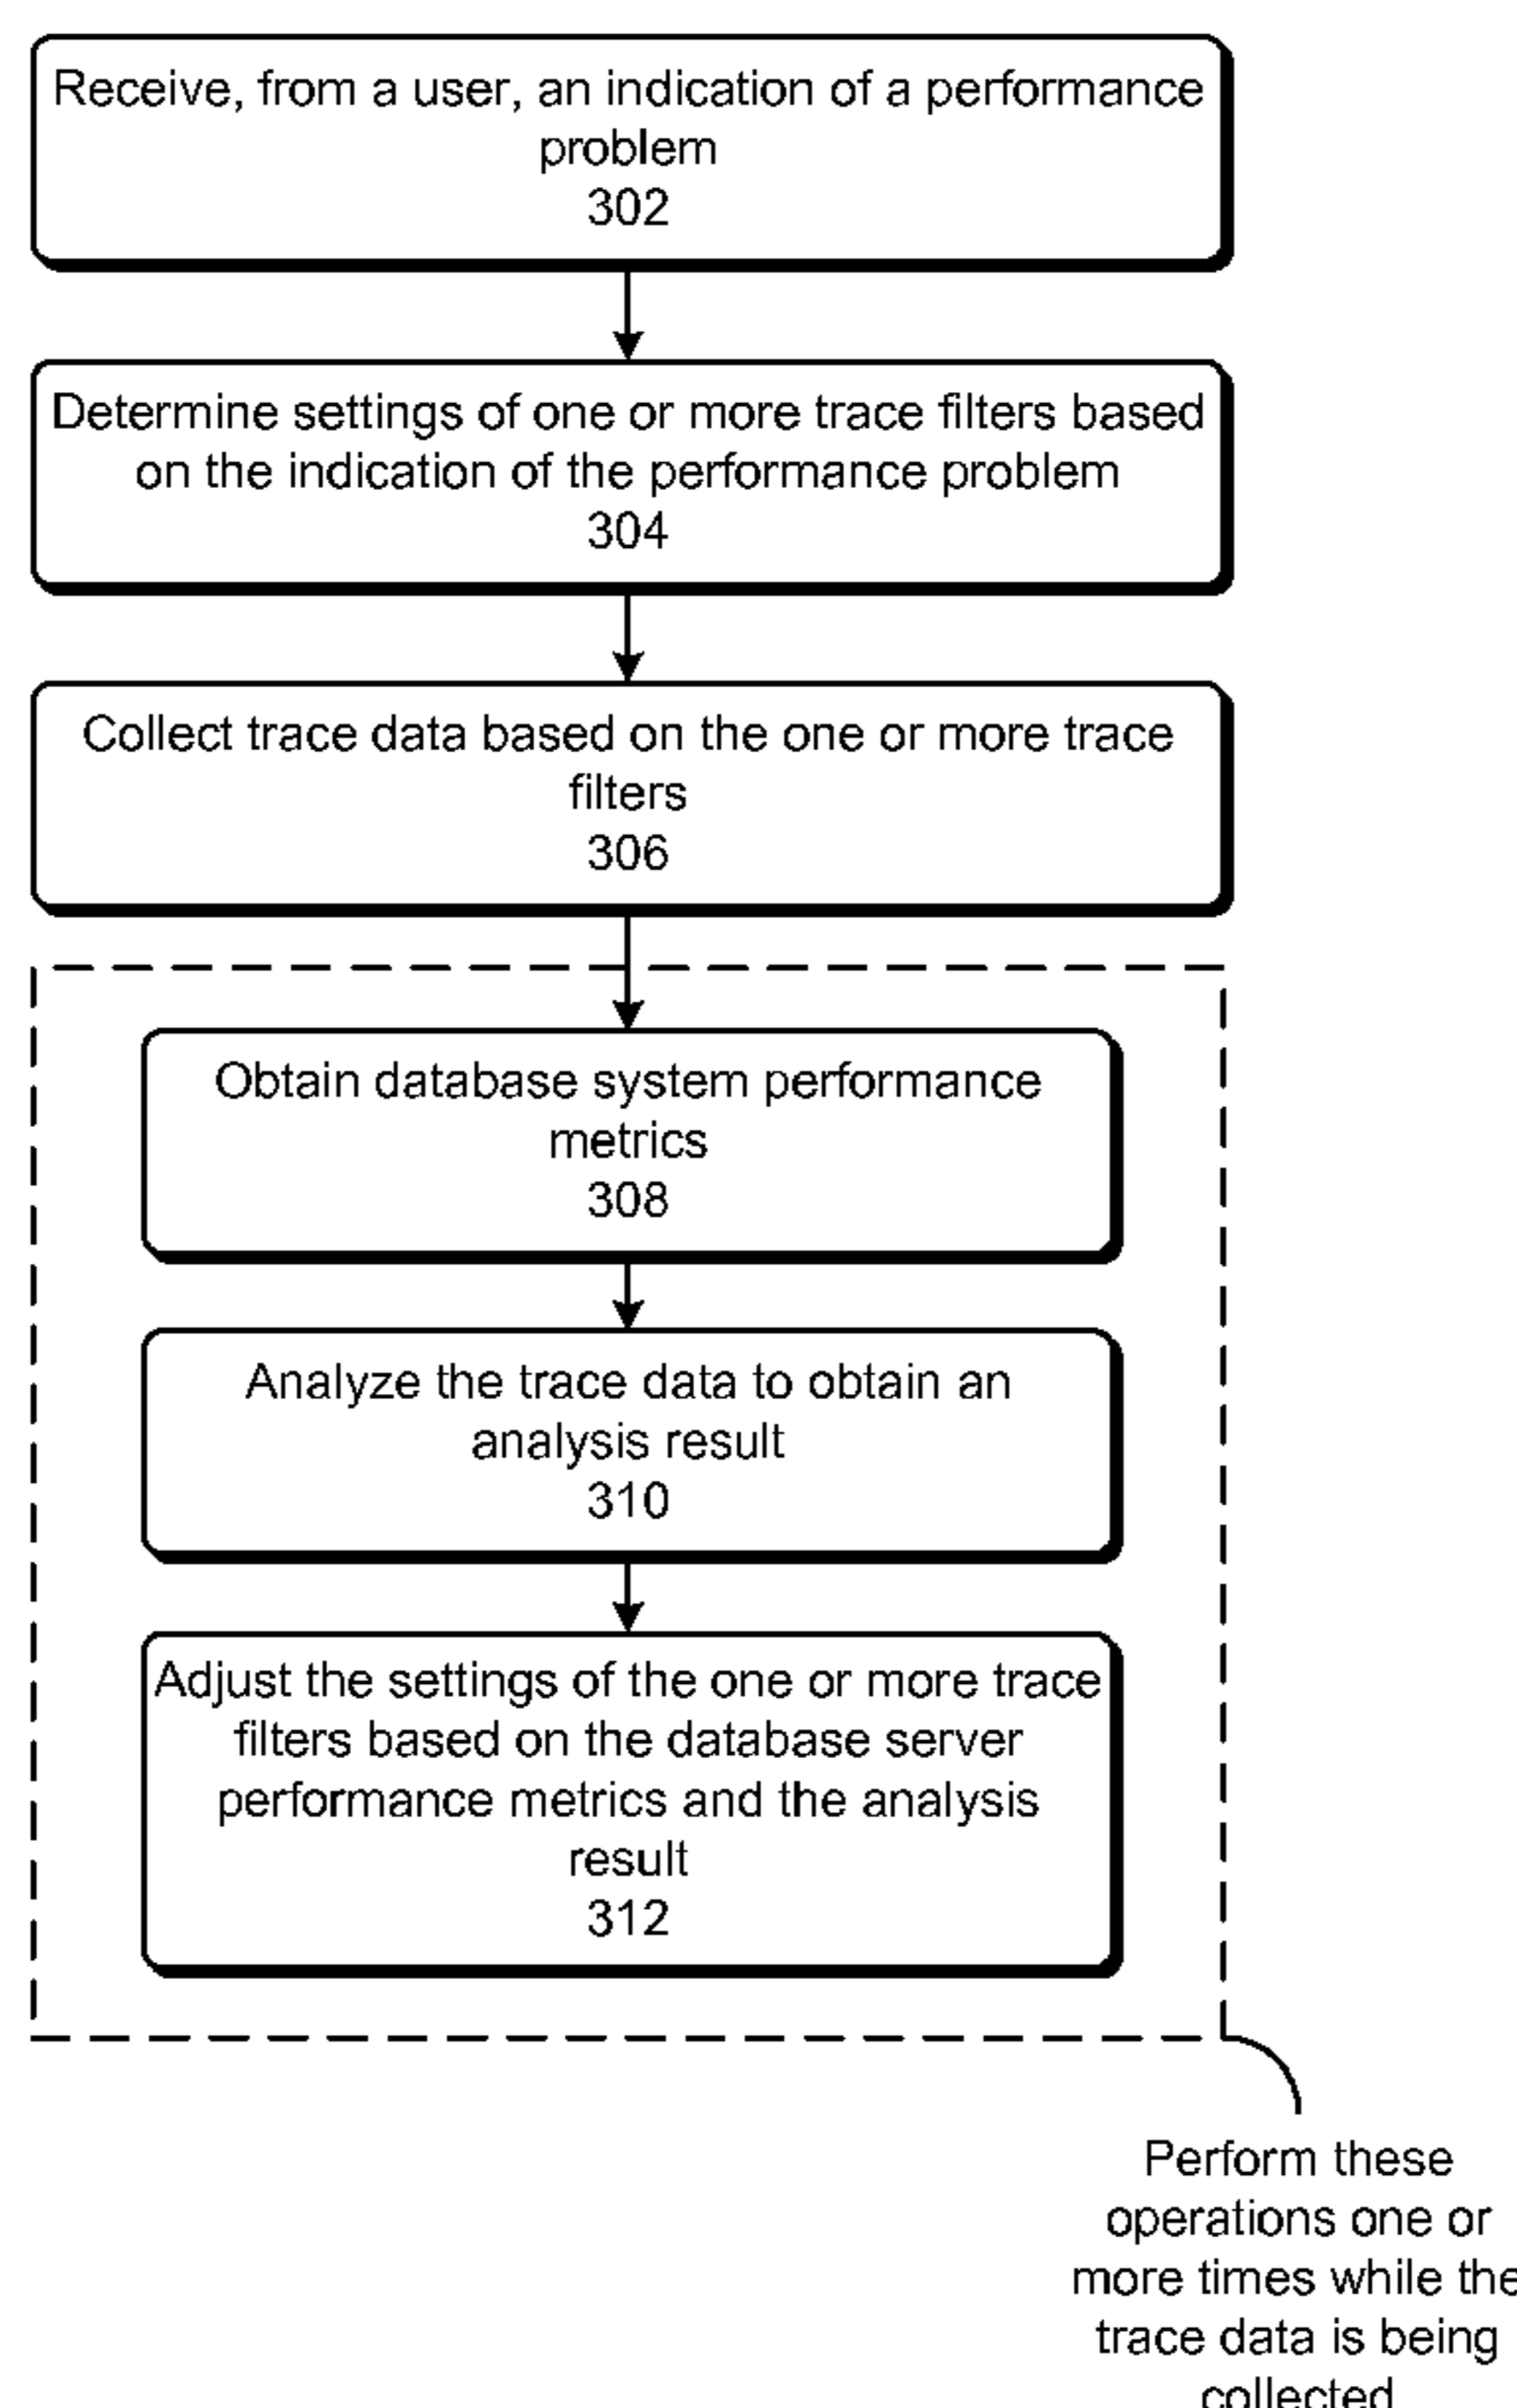 Receive, from a user, an indication of a performance
problem
302
Determine settings of one or more trace filters based
on the indication of the performance problem
304
Collect trace data based on the one or more trace
filters
306
Obtain database system performance
metrics
308
Analyze the trace data to obtain an
analysis result
310
Adjust the settings of the one or more trace
filters based on the database server
performance metrics and the analysis
result
312
Perform these
operations one or
more times while the
trace data is being
collected